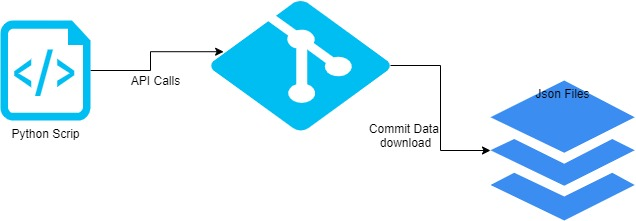 </>
API Calls
Python Scrip
Json Files
Commit Data
download